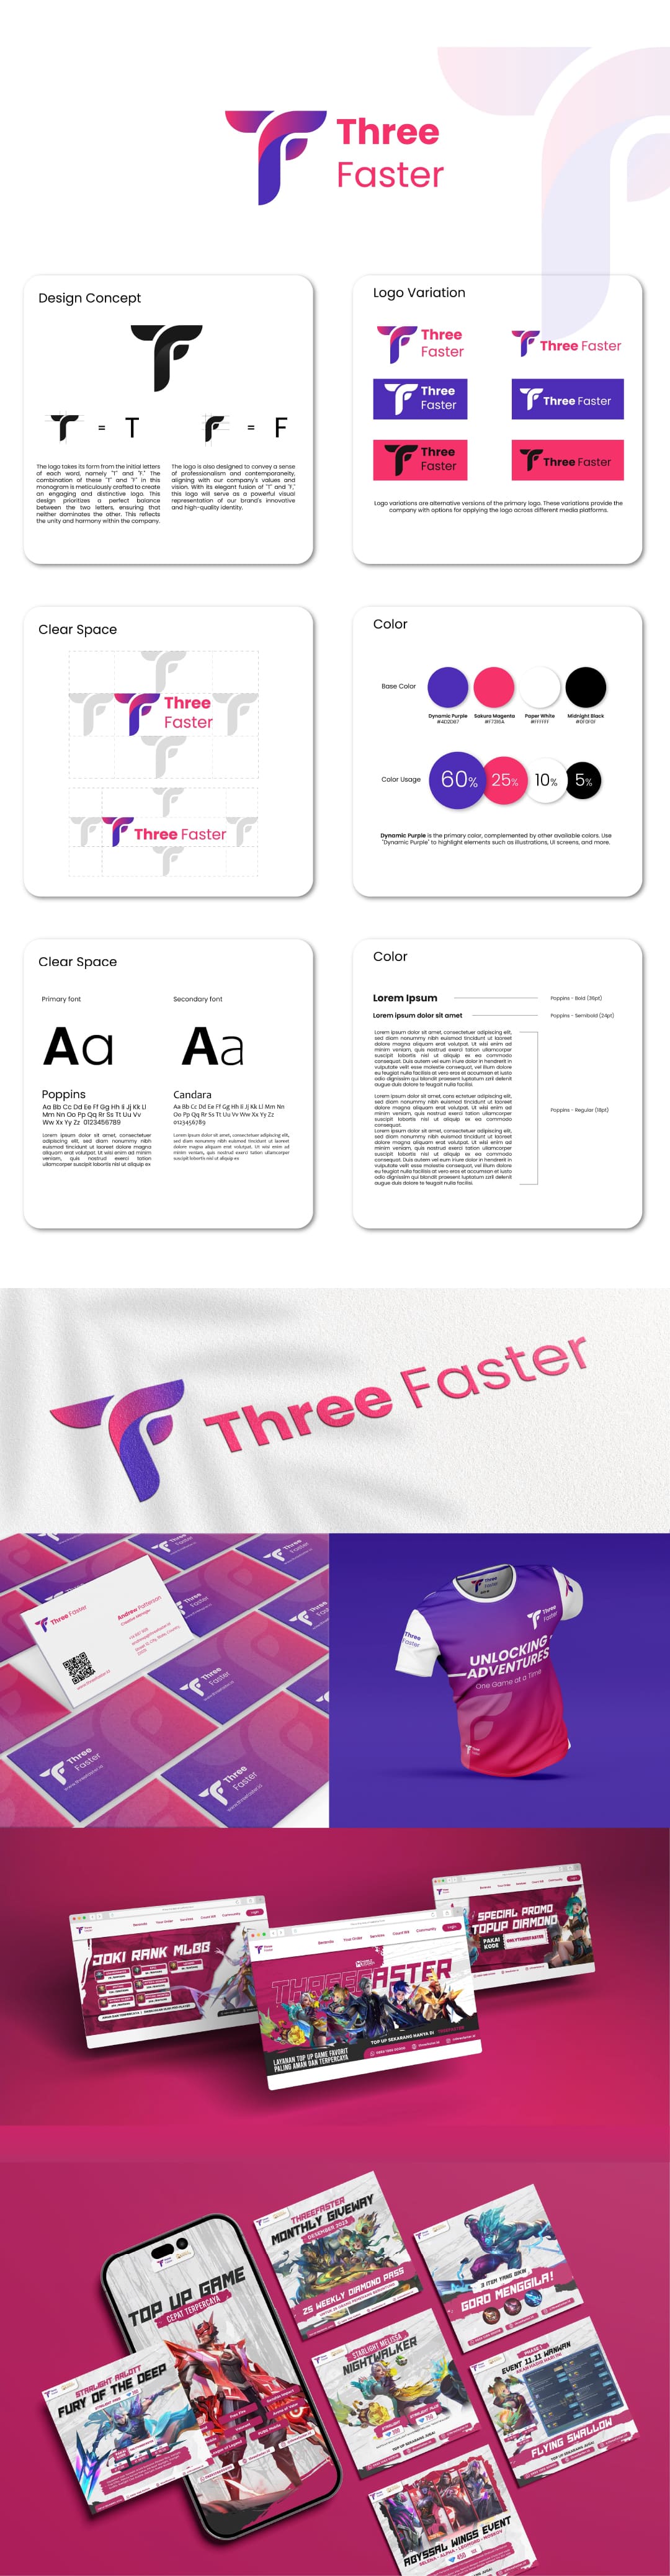 Three
Faster
Design Concept
= T
= F
The logo takes its form from the initial letters
of each word, namely "T" and "F." The
combination of these "T" and "F" in this
monogram is meticulously crafted to create
an engaging and distinctive logo. This
design prioritizes a perfect balance
between the two letters, ensuring that
neither dominates the other. This reflects
the unity and harmony within the company.
The logo is also designed to convey a sense
of professionalism and contemporaneity,
aligning with our company's values and
vision. With its elegant fusion of "T" and "F,"
this logo will serve as a powerful visual
representation of our brand's innovative
and high-quality identity.
Logo Variation
Three
Faster
Three Faster
Three
Faster
Three Faster
Three
Faster
Three Faster
Logo variations are alternative versions of the primary logo. These variations provide the
company with options for applying the logo across different media platforms.
Clear Space
Three
Faster
Three Faster
Color
Base Color
Dynamic Purple
Sakura Magenta
Paper White
Midnight Black
#FFFFFF
#0F0F0F
Color Usage
60%
25%
10%
5%
Dynamic Purple is the primary color, complemented by other available colors. Use
"Dynamic Purple" to highlight elements such as illustrations, UI screens, and more.
Clear Space
Primary font
Aa
Poppins
Aa Bb Cc Dd Ee Ff Gg Hh Ii Jj Kk Ll
Mm Nn Oo Pp Qq Rr Ss Tt Uu Vv
Ww Xx Yy Zz 0123456789
Lorem ipsum dolor sit amet, consectetuer
adipiscing elit, sed diam nonummy nibh
euismod tincidunt ut laoreet dolore magna
aliquam erat volutpat. Ut wisi enim ad minim
veniam, quis nostrud exerci tation
ullamcorper suscipit lobortis nisl ut aliquip ex
Secondary font
Aa
Candara
Aa Bb Cc Dd Ee Ff Gg Hh Ii Jj Kk Ll Mm Nn
Oo Pp Qq Rr Ss Tt Uu Vv Ww Xx Yy Zz
0123456789
Lorem ipsum dolor sit amet, consectetuer adipiscing elit,
sed diam nonummy nibh euismod tincidunt ut laoreet
dolore magna aliquam erat volutpat. Ut wisi enim ad
minim veniam, quis nostrud exerci tation ullamcorper
suscipit lobortis nisl ut aliquip ex
Color
Lorem Ipsum
Poppins - Bold (36pt)
Lorem ipsum dolor sit amet
Poppins - Semibold (24pt)
Lorem ipsum dolor sit amet, consectetuer adipiscing elit,
sed diam nonummy nibh euismod tincidunt ut laoreet
dolore magna aliquam erat volutpat. Ut wisi enim ad
minim veniam, quis nostrud exerci tation ullamcorper
suscipit lobortis nisl ut aliquip ex ea commodo
consequat. Duis autem vel eum iriure dolor in hendrerit in
vulputate velit esse molestie consequat, vel illum dolore
eu feugiat nulla facilisis at vero eros et accumsan et iusto
odio dignissim qui blandit praesent luptatum zzril delenit
augue duis dolore te feugait nulla facilisi.
Lorem ipsum dolor sit amet, consectetuer adipiscing elit,
sed diam nonummy nibh euismod tincidunt ut laoreet
dolore magna aliquam erat volutpat. Ut wisi enim ad
minim veniam, quis nostrud exerci tation ullamcorper
suscipit lobortis nisl ut aliquip ex ea commodo
consequat.
Lorem ipsum dolor sit amet, consectetuer adipiscing elit,
sed diam nonummy nibh euismod tincidunt ut laoreet
dolore magna aliquam erat volutpat. Ut wisi enim ad
minim veniam, quis nostrud exerci tation ullamcorper
suscipit lobortis nisl ut aliquip ex ea commodo
consequat. Duis autem vel eum iriure dolor in hendrerit in
vulputate velit esse molestie consequat, vel illum dolore
eu feugiat nulla facilisis at vero eros et accumsan et iusto
odio dignissim qui blandit praesent luptatum zzril delenit
augue duis dolore te feugait nulla facilisi.
Poppins - Regular (18pt)
Three Faster
Three Faster
Andrew Patterson
Creative Manager
Three
Faster
Three
Faster
Three
Faster
UNLOCKING
ADVENTURES
One Game at a Time
JOKI RANK MLBB
Beranda Your Order Services Count WR Community Login
THREEFASTER
LAYANAN TOP UP GAME FAVORIT
PALING AMAN DAN TERPERCAYA
TOP UP SEKARANG HANYA DI THREEFASTER
SPECIAL PROMO
TOPUP DIAMOND
PAKAI
KODE
TOP UP GAME
CEPAT TERPERCAYA
THREEFASTER
MONTHLY GIVEWAY
DESEMBER 2023
25 WEEKLY DIAMOND PASS
3 ITEM YANG BIKIN
GORO MENGGILA!
STARLIGHT ARLOTT
FURY OF THE DEEP
STARLIGHT MELISSA
NIGHTWALKER
EVENT 11.11 WANWAN
FLYING SWALLOW
ABYSSAL WINGS EVENT
450